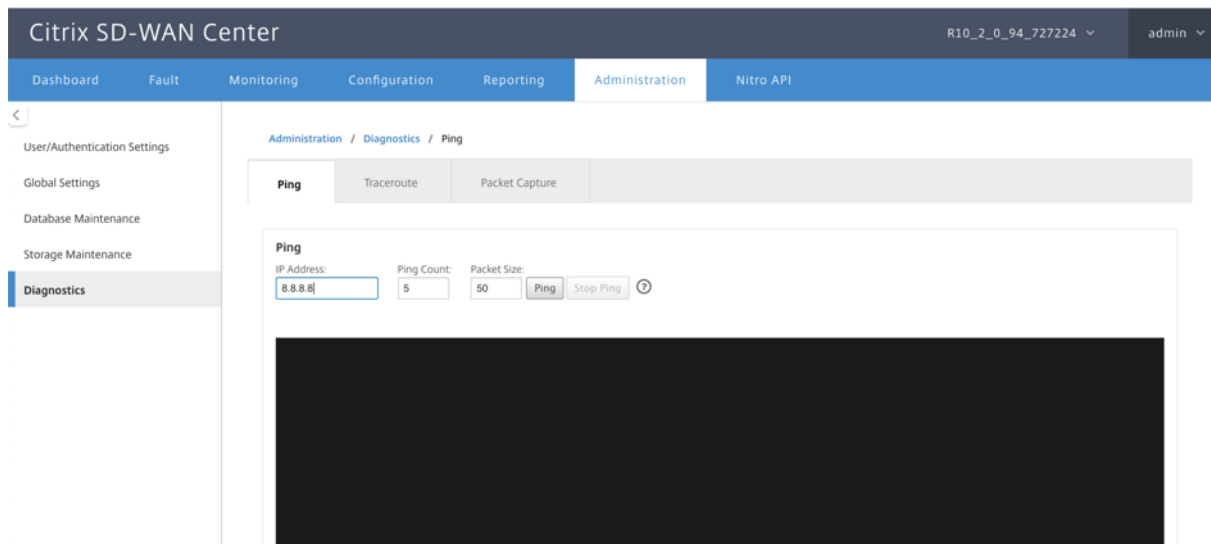 Citrix SD-WAN Center
R10_2_0_94_727224
admin
Dashboard Fault Monitoring Configuration Reporting Administration Nitro API
User/Authentication Settings
Global Settings
Database Maintenance
Storage Maintenance
Diagnostics
Administration / Diagnostics / Ping
Ping Traceroute Packet Capture
Ping
IP Address: Ping Count: Packet Size:
8.8.8.8 5 50 Ping Stop Ping ?